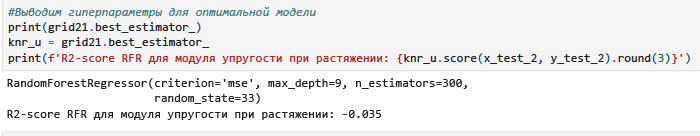 #Выводим гиперпараметры для оптимальной модели
print(grid21.best_estimator_)
knr_u = grid21.best_estimator_
print(f'R2-score RFR для модуля упругости при растяжении: {knr_u.score(x_test_2, y_test_2).round(3)}')
RandomForestRegressor(criterion='mse', max_depth=9, n_estimators=300,
random_state=33)
R2-score RFR для модуля упругости при растяжении: -0.035